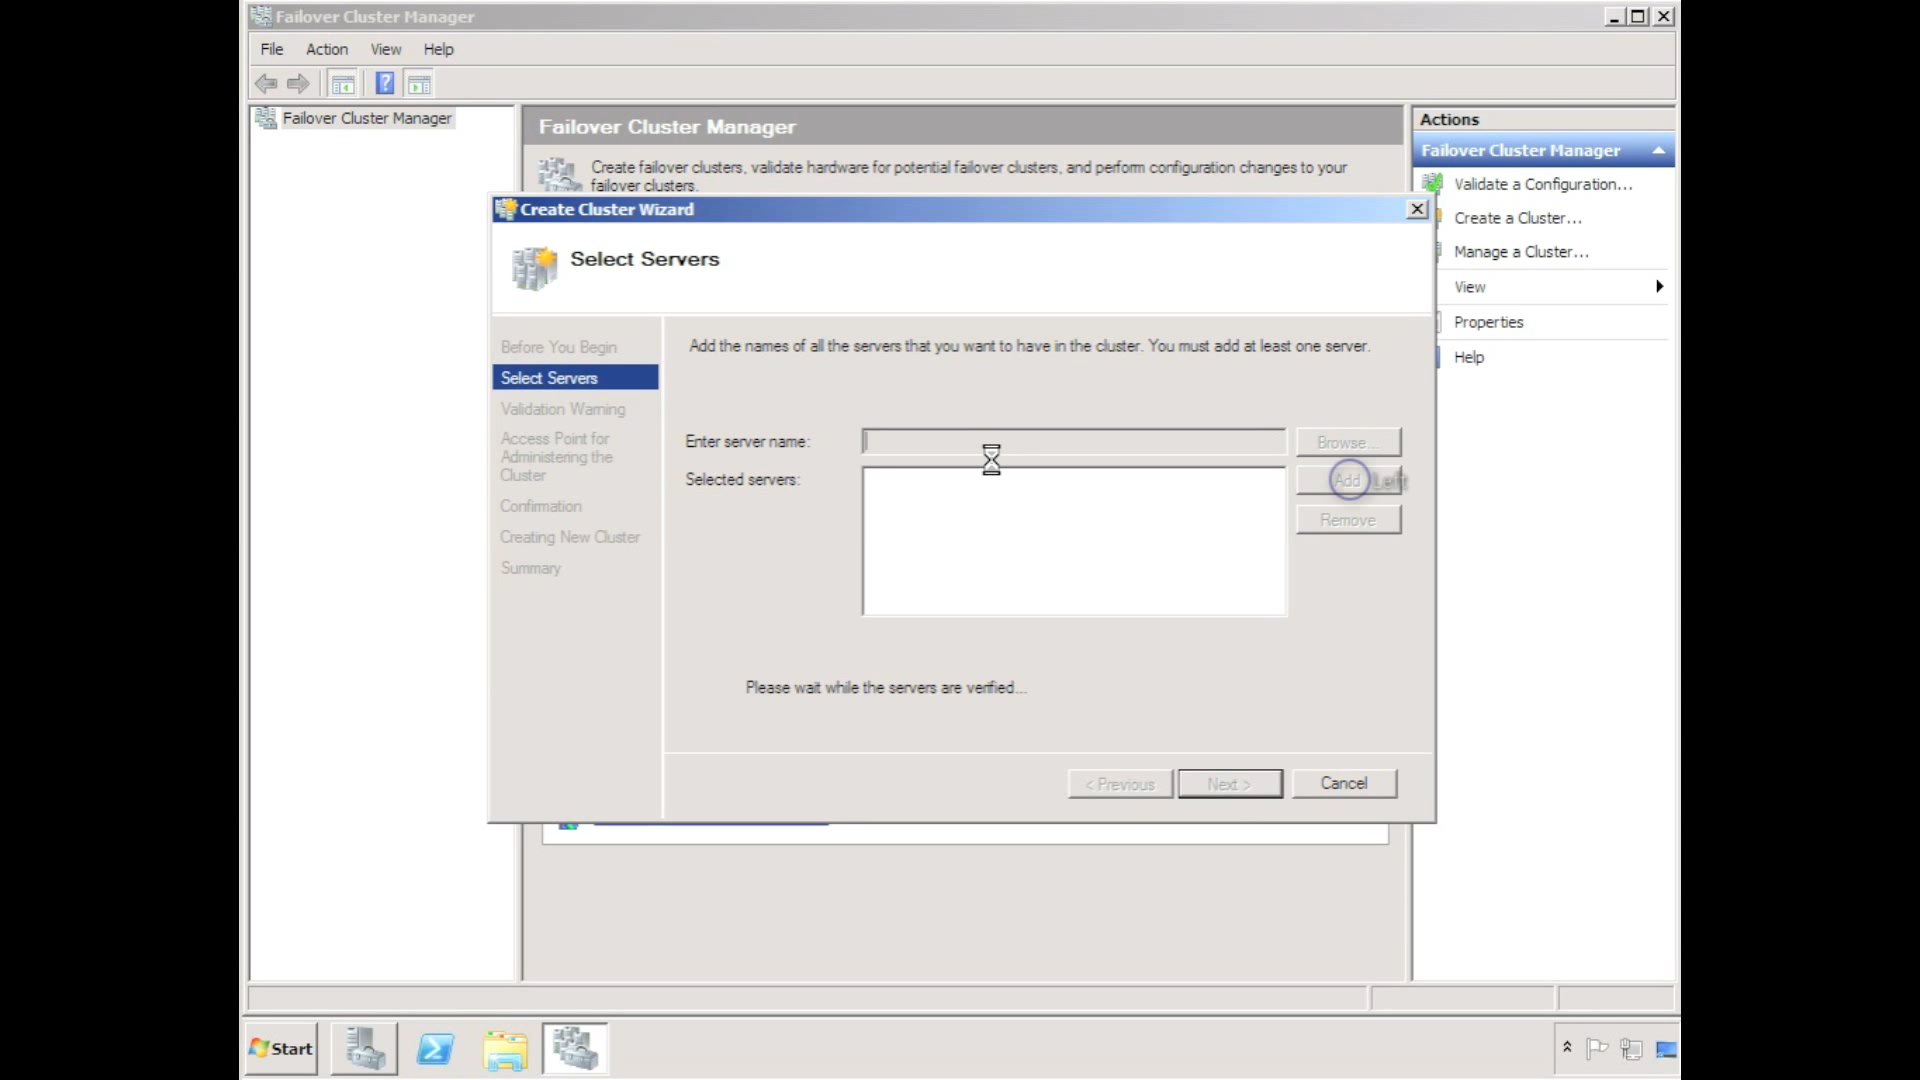 Failover Cluster Manager
File Action View Help
Failover Cluster Manager
Failover Cluster Manager
Create failover clusters, validate hardware for potential failover clusters, and perform configuration changes to your
failover clusters.
Create Cluster Wizard
Select Servers
Before You Begin
Select Servers
Validation Warning
Access Point for
Administering the
Cluster
Confirmation
Creating New Cluster
Summary
Add the names of all the servers that you want to have in the cluster. You must add at least one server.
Enter server name:
Browse...
Selected servers:
Add Left
Remove
Please wait while the servers are verified...
< Previous
Next >
Cancel
Actions
Failover Cluster Manager
Validate a Configuration...
Create a Cluster...
Manage a Cluster...
View
Properties
Help
Start